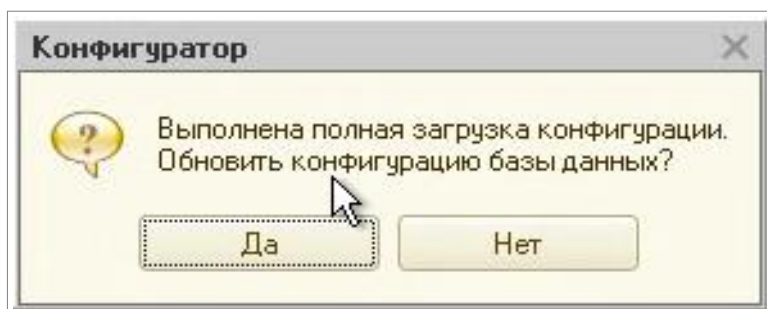 Конфигуратор
Выполнена полная загрузка конфигурации.
Обновить конфигурацию базы данных?
Да
Нет